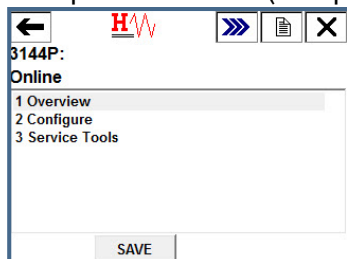 H
3144P:
Online
1 Overview
2 Configure
3 Service Tools
SAVE